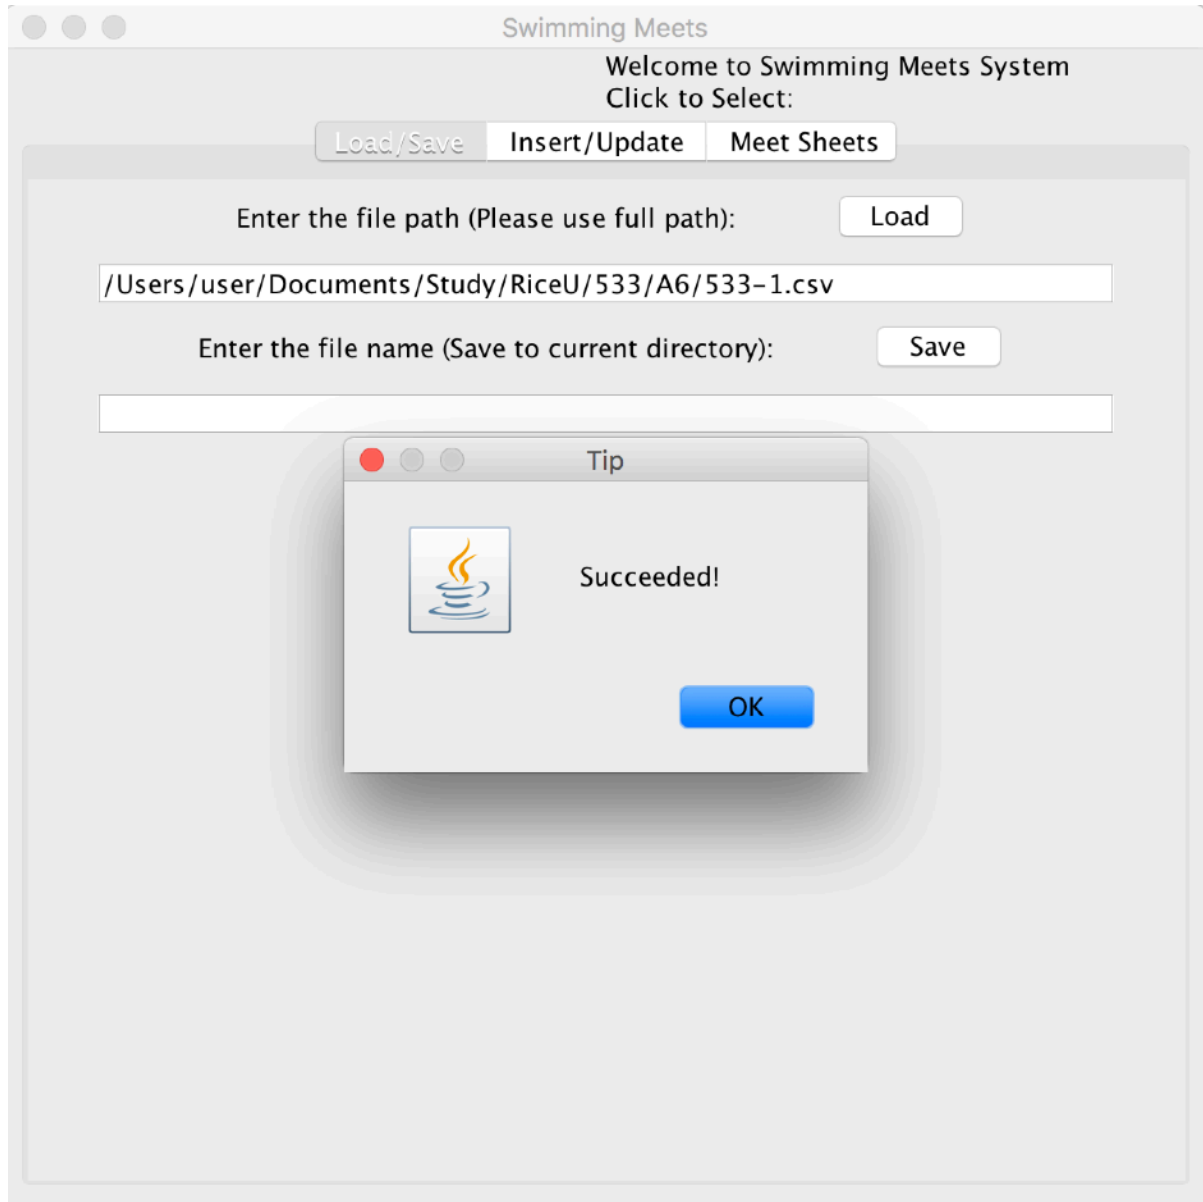 Swimming Meets
Welcome to Swimming Meets System
Click to Select:
Load/Save Insert/Update Meet Sheets
Enter the file path (Please use full path): Load
/Users/user/Documents/Study/RiceU/533/A6/533-1.csv
Enter the file name (Save to current directory): Save
Tip
Succeeded!
OK